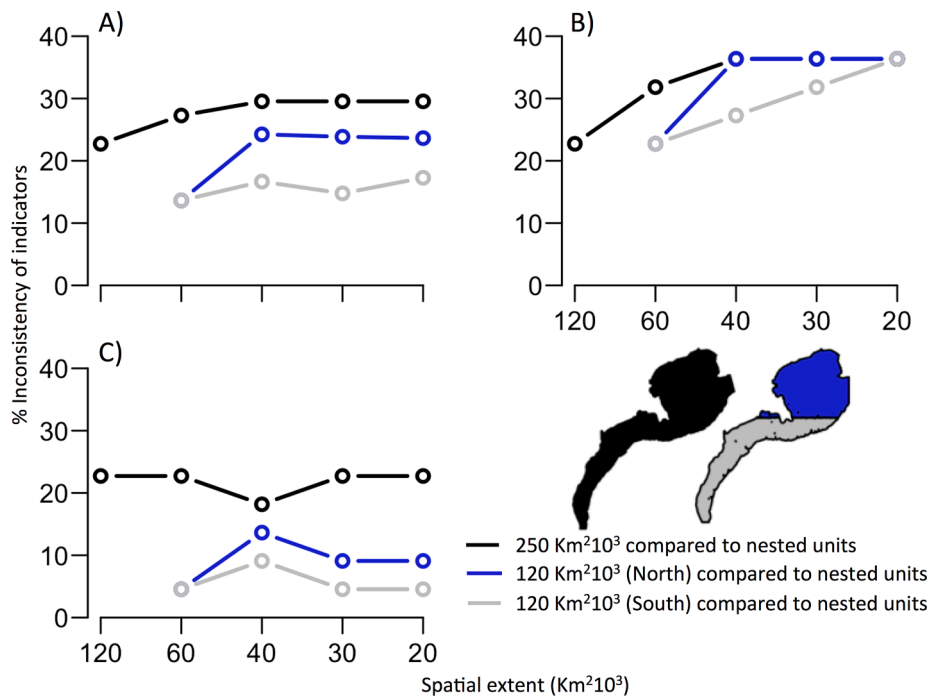 A)
B)
40
30
20
10
0
40
30
20
10
0
120 60 40 30 20
% Inconsistency of indicators
C)
40
30
20
10
0
120 60 40 30 20
250 Km²10³ compared to nested units
120 Km²10³ (North) compared to nested units
120 Km²10³ (South) compared to nested units
Spatial extent (Km²10³)